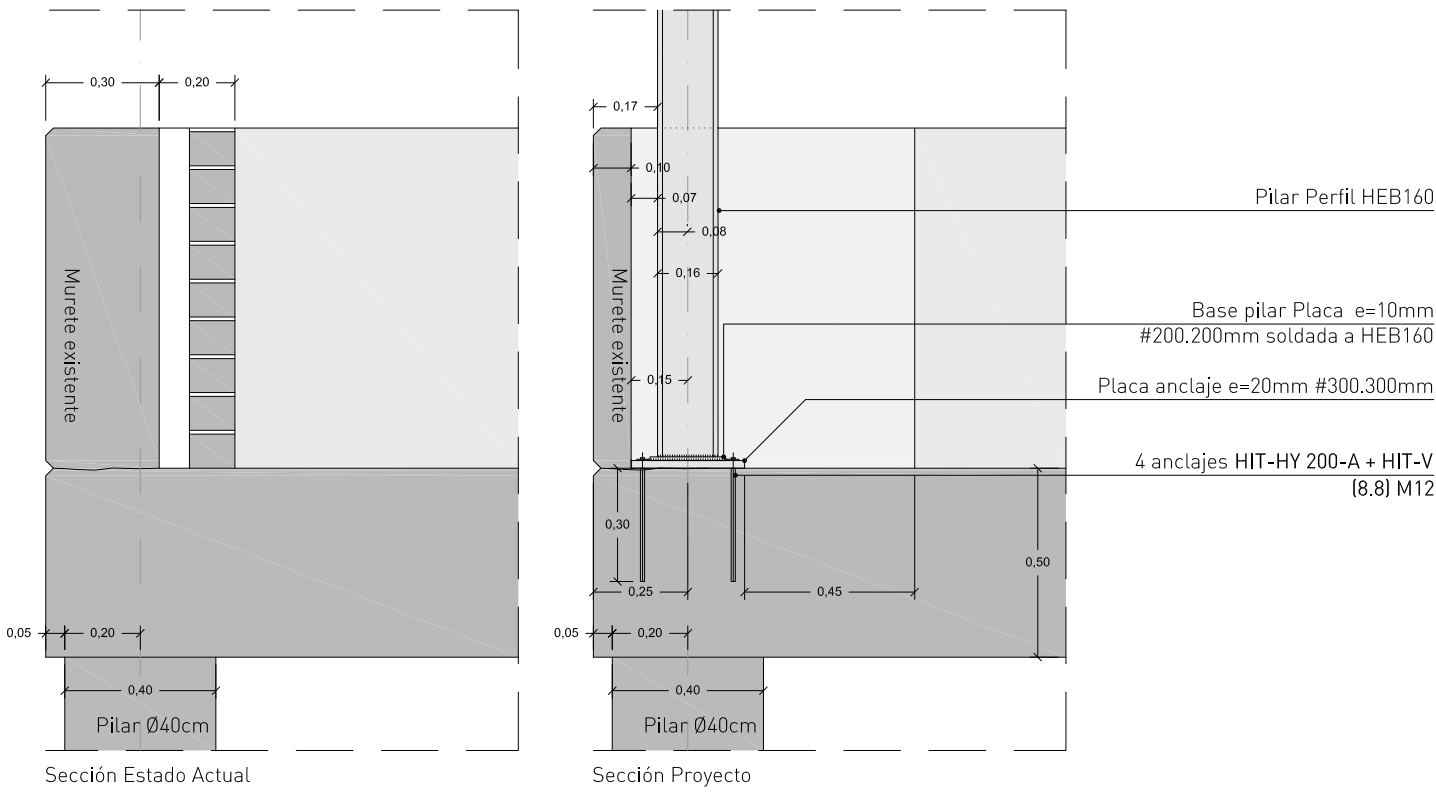 0,30
0,20
Murete existente
0,05
0,20
0,40
Pilar Ø40cm
Sección Estado Actual
0,17
0,10
0,07
0,08
0,16
Murete existente
0,15
0,30
0,25
0,45
0,50
0,05
0,20
0,40
Pilar Ø40cm
Sección Proyecto
Pilar Perfil HEB160
Base pilar Placa e=10mm
#200.200mm soldada a HEB160
Placa anclaje e=20mm #300.300mm
4 anclajes HIT-HY 200-A + HIT-V
(8.8) M12